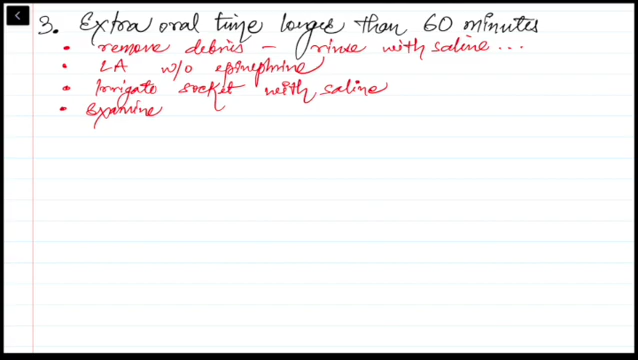 3. Extra oral time longer than 60 minutes
• remove debris - rinse with saline ...
• LA w/o epinephrine
• Irrigate socket with saline
• Examine